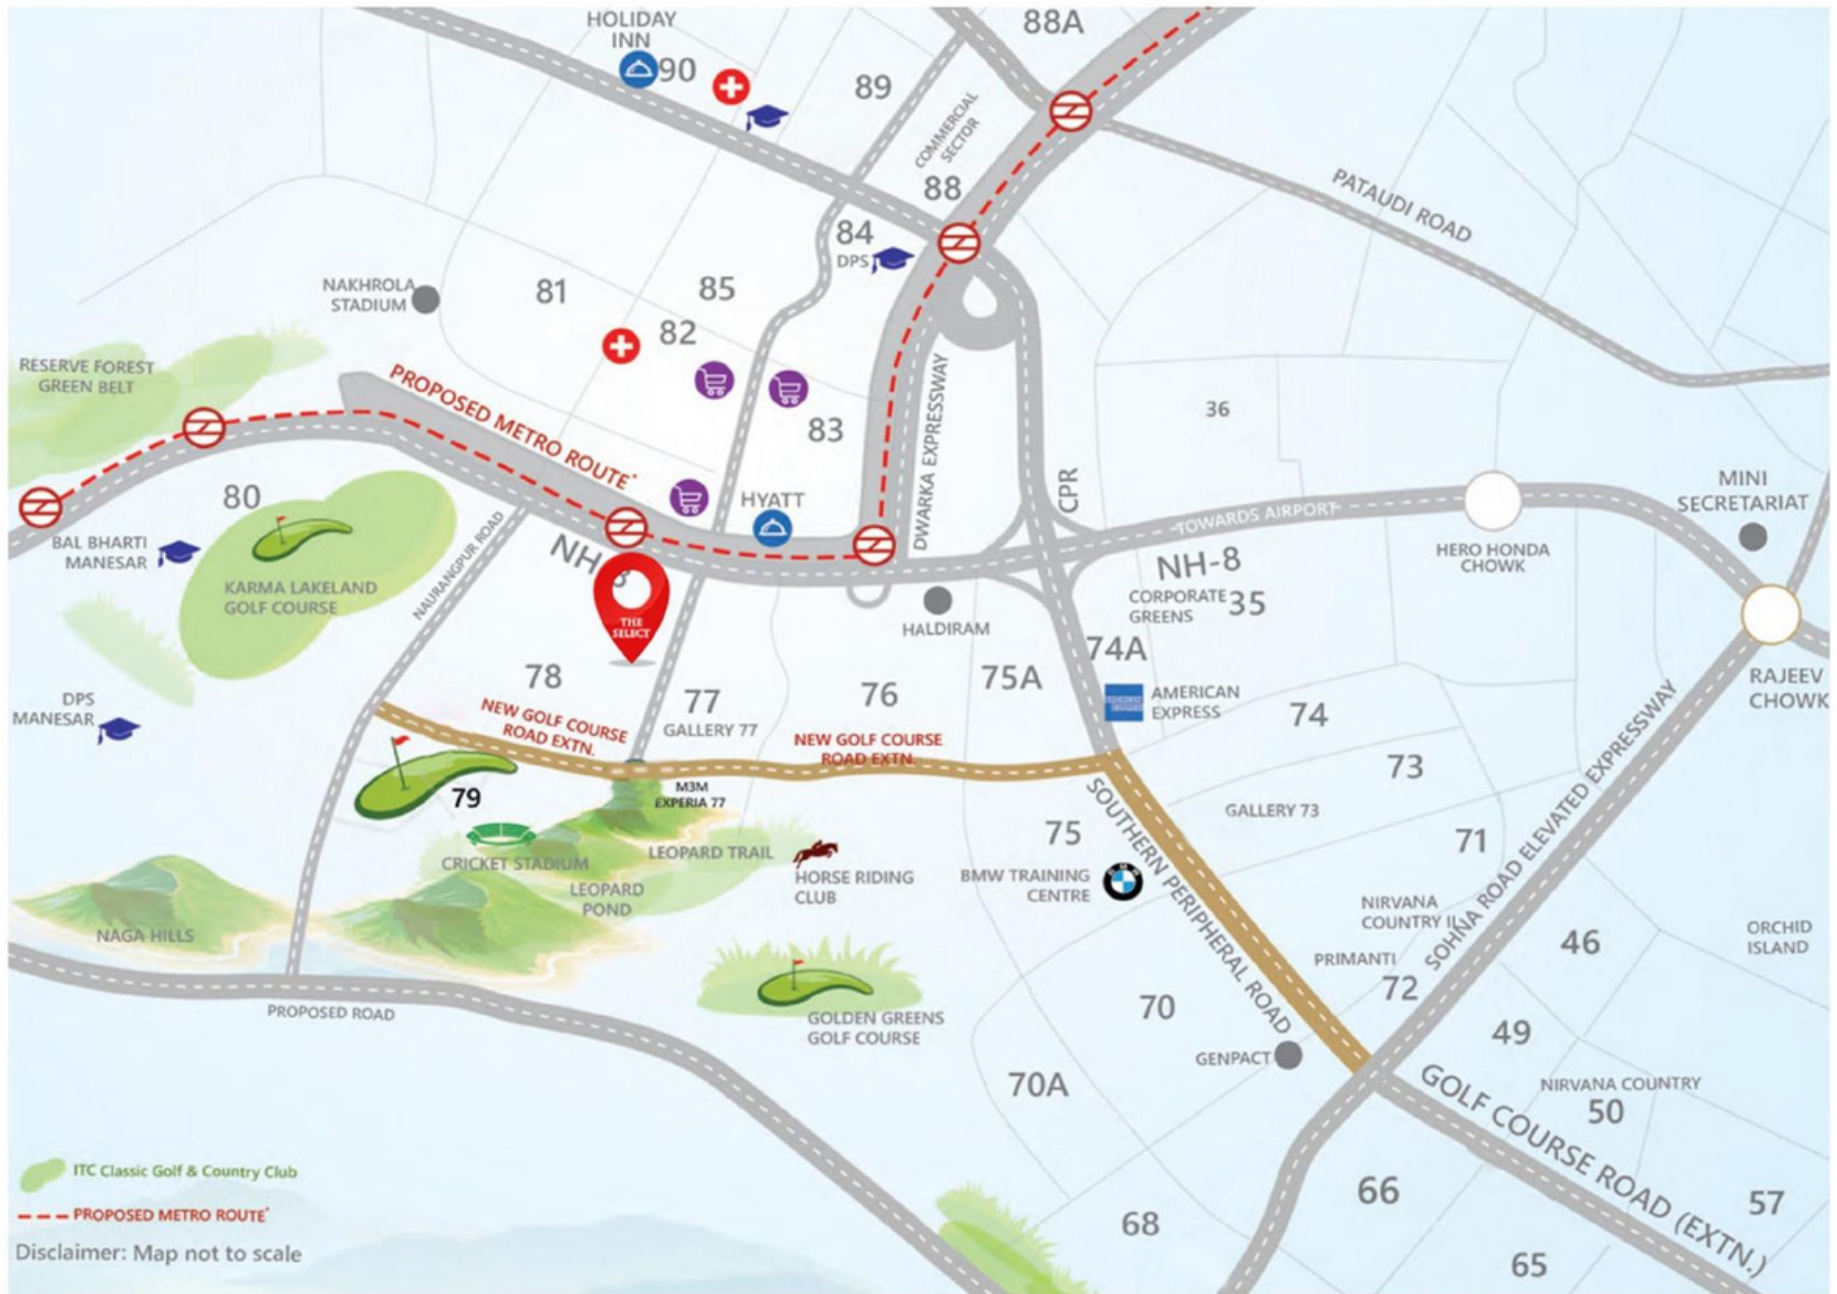 HOLIDAY
INN
90
89
88A
COMMERCIAL
SECTOR
88
PATAUDI ROAD
84
DPS
NAKHROLA
STADIUM
81
85
82
RESERVE FOREST
GREEN BELT
PROPOSED METRO ROUTE*
83
DWARKA EXPRESSWAY
36
CPR
MINI
SECRETARIAT
80
HYATT
TOWARDS AIRPORT
BAL BHARTI
MANESAR
NAURANGPUR ROAD
NH-8
HERO HONDA
CHOWK
NH-8
KARMA LAKELAND
GOLF COURSE
CORPORATE
GREENS
35
THE
SELECT
HALDIRAM
74A
78
77
GALLERY 77
76
75A
AMERICAN
EXPRESS
RAJEEV
CHOWK
DPS
MANESAR
NEW GOLF COURSE
ROAD EXTN.
NEW GOLF COURSE
ROAD EXTN.
74
73
79
M3M
EXPERIA 77
GALLERY 73
SOUTHERN PERIPHERAL ROAD
SOHNA ROAD ELEVATED EXPRESSWAY
75
71
CRICKET STADIUM
LEOPARD TRAIL
LEOPARD
POND
HORSE RIDING
CLUB
BMW TRAINING
CENTRE
NIRVANA
COUNTRY II
NAGA HILLS
46
ORCHID
ISLAND
PRIMANTI
72
PROPOSED ROAD
GOLDEN GREENS
GOLF COURSE
70
49
GENPACT
70A
NIRVANA COUNTRY
50
GOLF COURSE ROAD (EXTN.)
66
57
68
65
ITC Classic Golf & Country Club
PROPOSED METRO ROUTE*
Disclaimer: Map not to scale